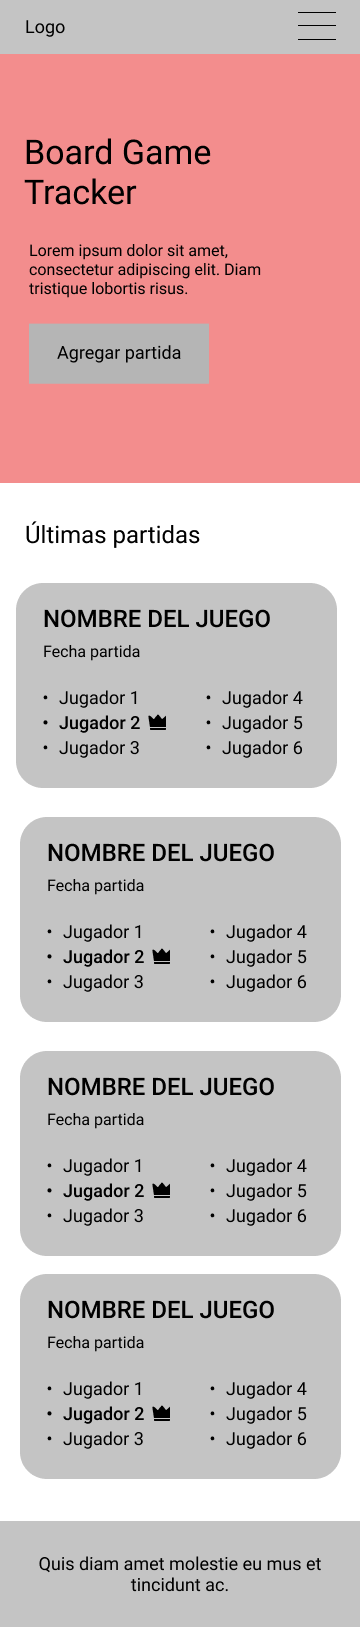 Logo
Board Game
Tracker
Lorem ipsum dolor sit amet,
consectetur adipiscing elit. Diam
tristique lobortis risus.
Agregar partida
Últimas partidas
NOMBRE DEL JUEGO
Fecha partida
• Jugador 1
• Jugador 2
• Jugador 3
• Jugador 4
• Jugador 5
• Jugador 6
NOMBRE DEL JUEGO
Fecha partida
• Jugador 1
• Jugador 2
• Jugador 3
• Jugador 4
• Jugador 5
• Jugador 6
NOMBRE DEL JUEGO
Fecha partida
• Jugador 1
• Jugador 2
• Jugador 3
• Jugador 4
• Jugador 5
• Jugador 6
NOMBRE DEL JUEGO
Fecha partida
• Jugador 1
• Jugador 2
• Jugador 3
• Jugador 4
• Jugador 5
• Jugador 6
Quis diam amet molestie eu mus et
tincidunt ac.